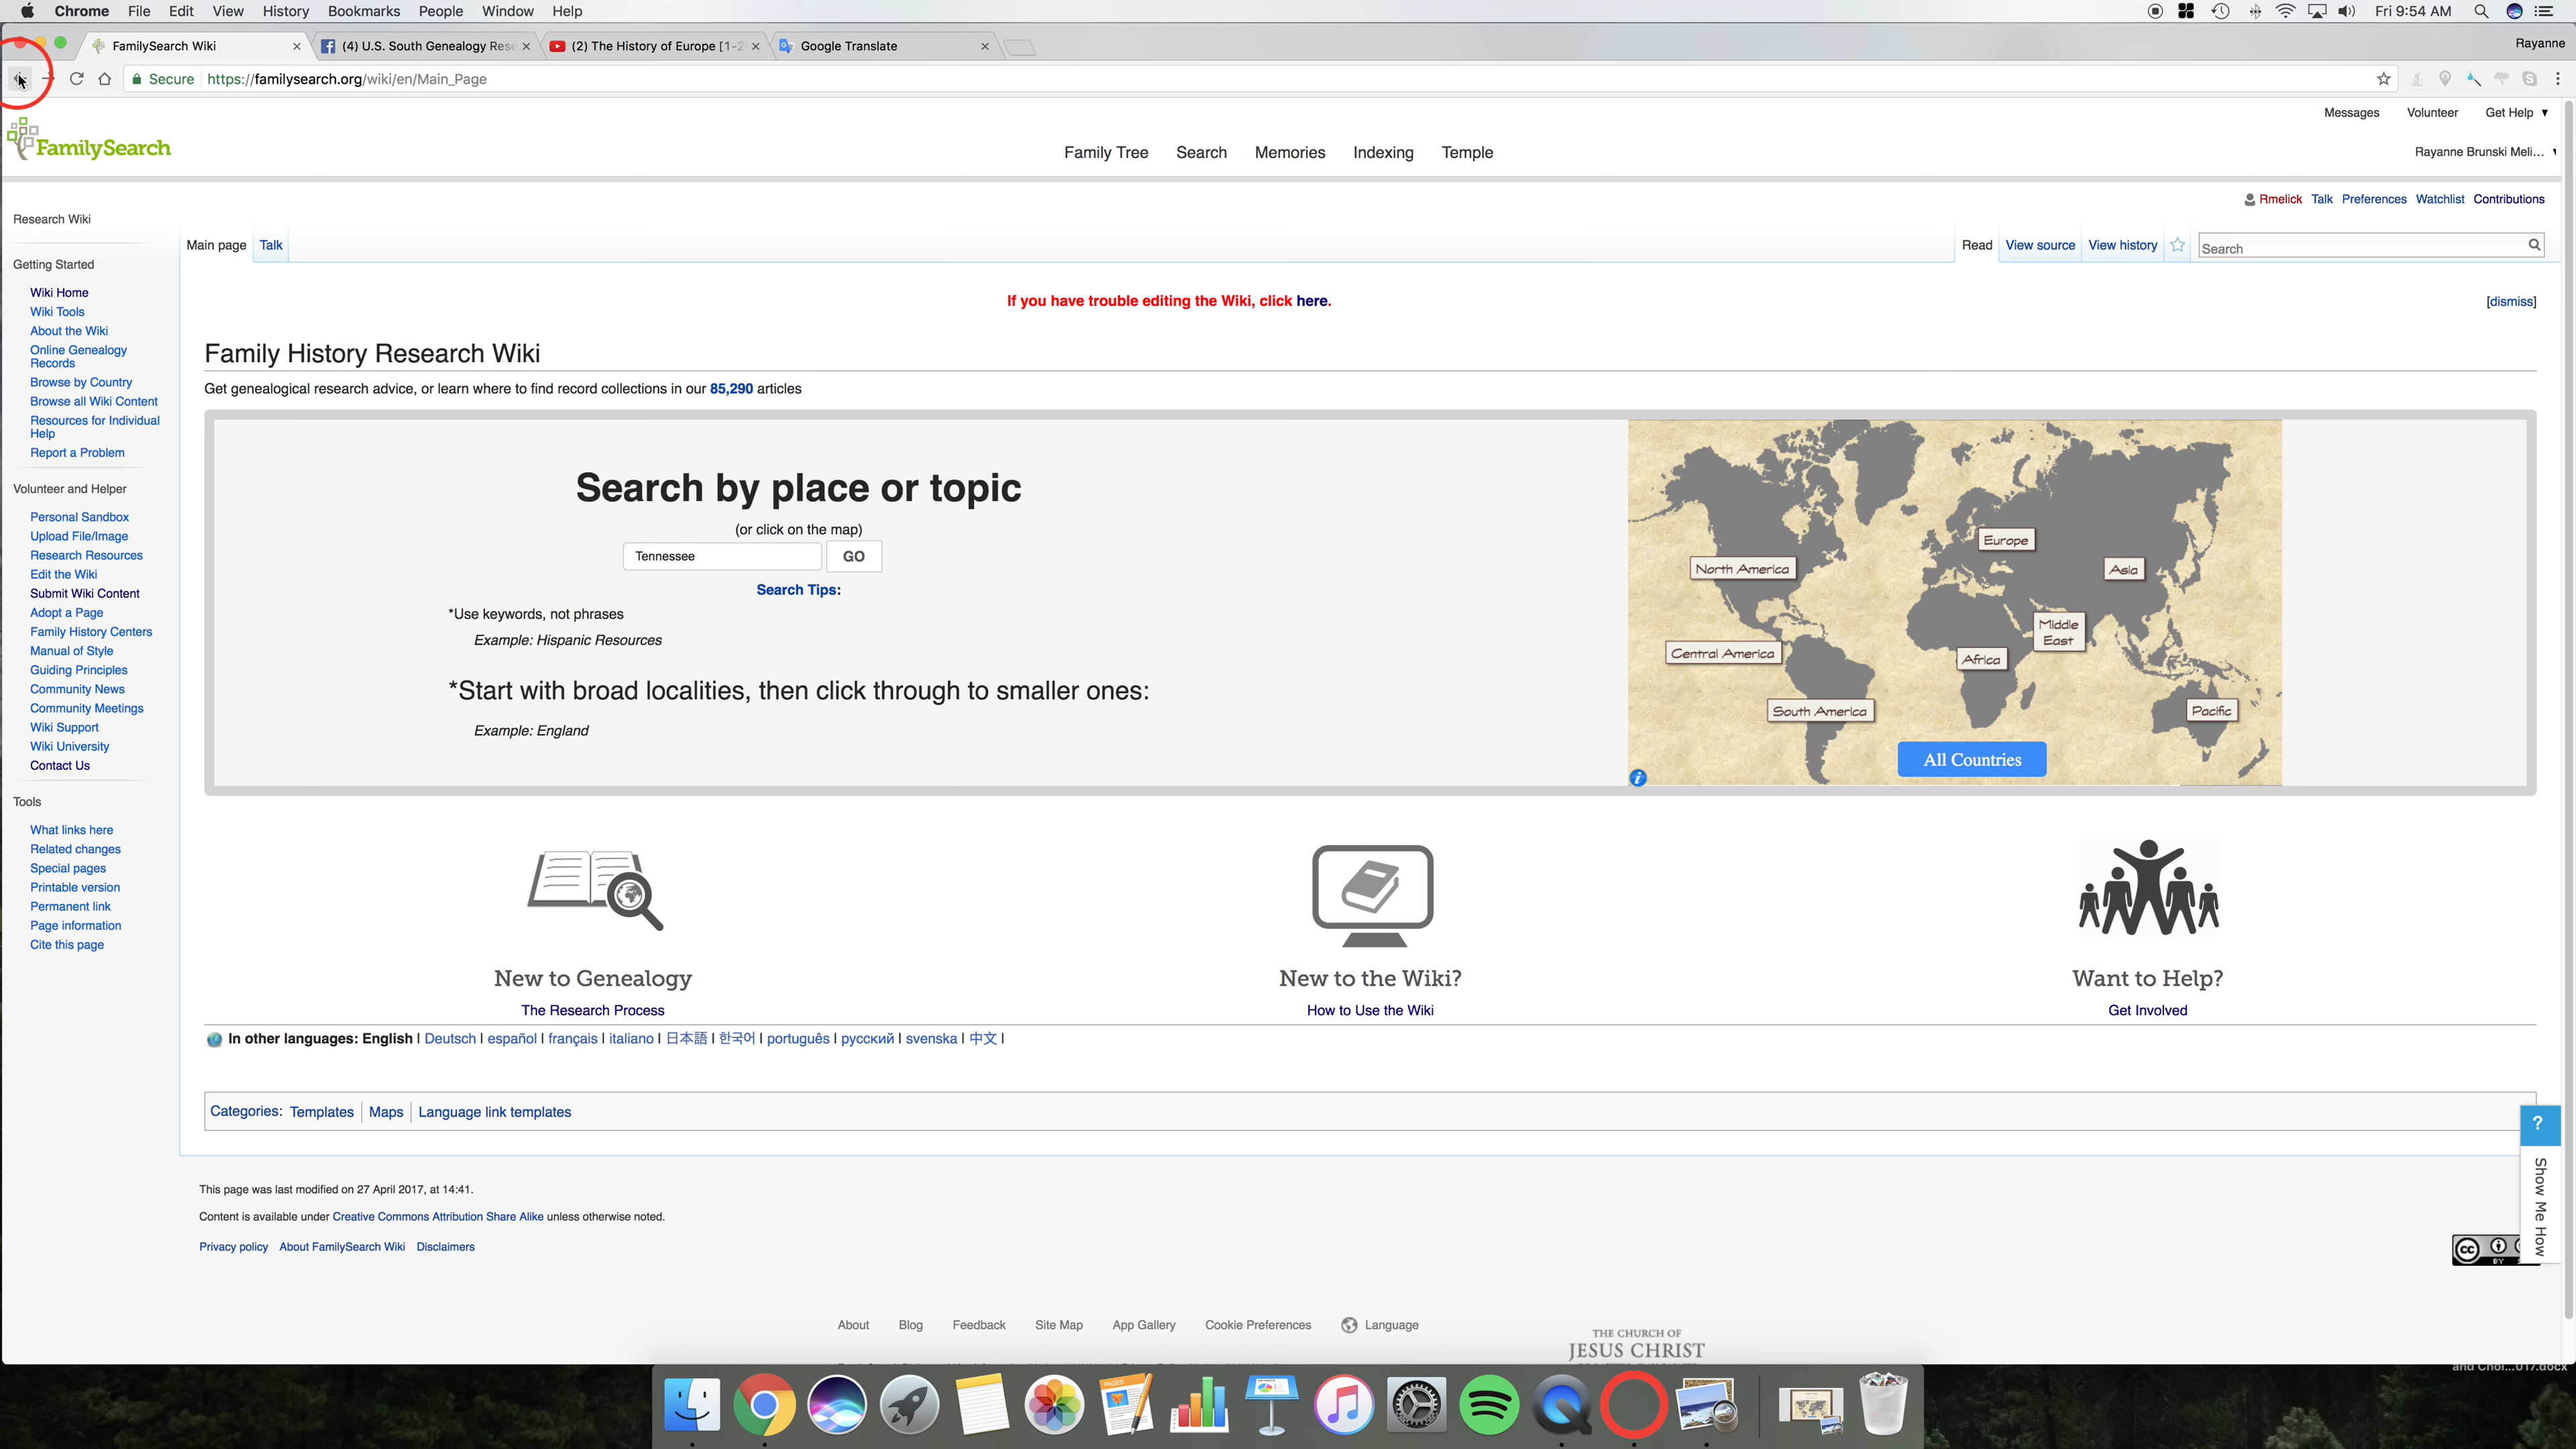 Chrome File Edit View History Bookmarks People Window Help Fri 9:54 AM
FamilySearch Wiki (4) U.S. South Genealogy Rese (2) The History of Europe [1-2 Google Translate Rayanne
Secure https://familysearch.org/wiki/en/Main_Page
Messages Volunteer Get Help
FamilySearch Family Tree Search Memories Indexing Temple Rayanne Brunski Meli...
Rmelick Talk Preferences Watchlist Contributions
Research Wiki
Main page Talk Read View source View history Search
Getting Started
Wiki Home
Wiki Tools
About the Wiki
Online Genealogy
Records
Browse by Country
Browse all Wiki Content
Resources for Individual
Help
Report a Problem
Volunteer and Helper
Personal Sandbox
Upload File/Image
Research Resources
Edit the Wiki
Submit Wiki Content
Adopt a Page
Family History Centers
Manual of Style
Guiding Principles
Community News
Community Meetings
Wiki Support
Wiki University
Contact Us
Tools
What links here
Related changes
Special pages
Printable version
Permanent link
Page information
Cite this page
If you have trouble editing the Wiki, click here. [dismiss]
Family History Research Wiki
Get genealogical research advice, or learn where to find record collections in our 85,290 articles
Search by place or topic
(or click on the map)
Tennessee GO
Search Tips:
*Use keywords, not phrases
Example: Hispanic Resources
*Start with broad localities, then click through to smaller ones:
Example: England
Europe
North America
Asia
Middle
East
Central America
Africa
South America
Pacific
All Countries
New to Genealogy
The Research Process
New to the Wiki?
How to Use the Wiki
Want to Help?
Get Involved
In other languages: English | Deutsch | español | français | italiano | 日本語 | 한국어 | português | русский | svenska | 中文 |
Categories: Templates Maps Language link templates
? Show Me How
This page was last modified on 27 April 2017, at 14:41.
Content is available under Creative Commons Attribution Share Alike unless otherwise noted.
Privacy policy About FamilySearch Wiki Disclaimers
cc BY
About Blog Feedback Site Map App Gallery Cookie Preferences Language
THE CHURCH OF
JESUS CHRIST
and Choi...017.docx
PAGES